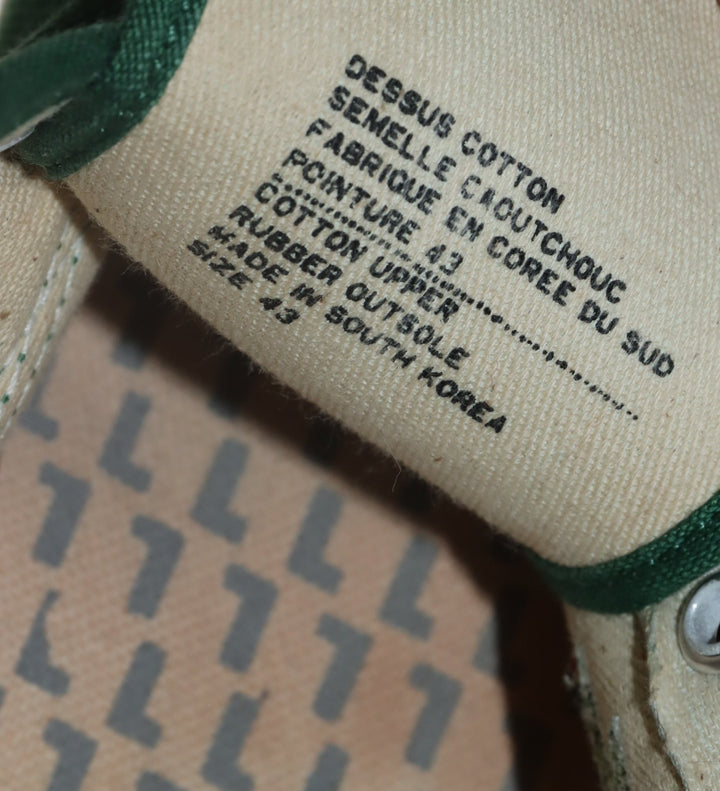 DESSUS COTTON
SEMELLE CAOUTCHOUC
FABRIQUE EN COREE DU SUD
POINTURE 43
COTTON UPPER
RUBBER OUTSOLE
MADE IN SOUTH KOREA
SIZE 43